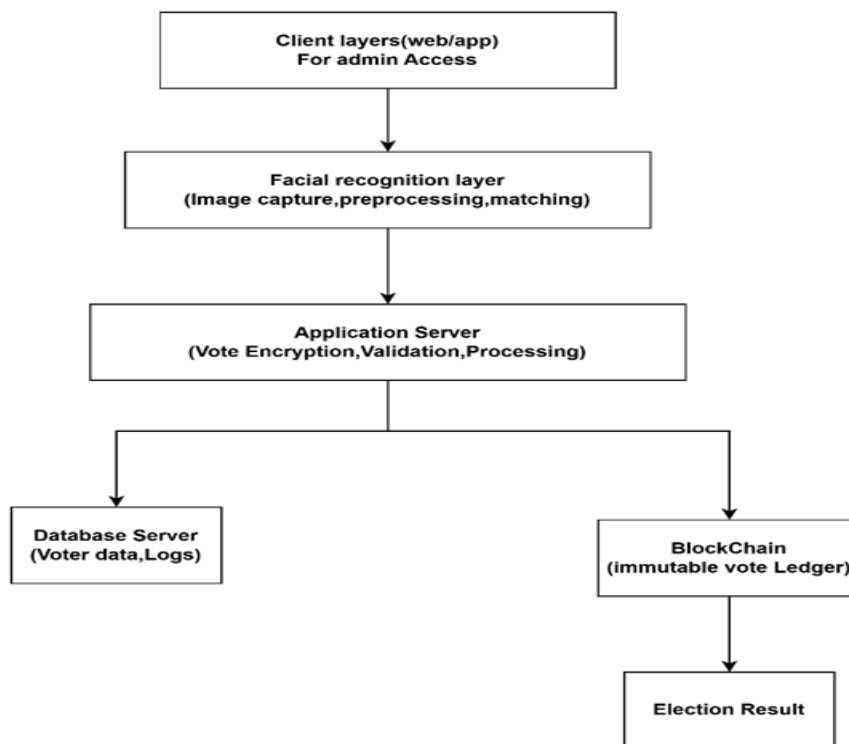 Client layers(web/app)
For admin Access
Facial recognition layer
(Image capture,preprocessing,matching)
Application Server
(Vote Encryption,Validation,Processing)
Database Server
(Voter data,Logs)
BlockChain
(immutable vote Ledger)
Election Result